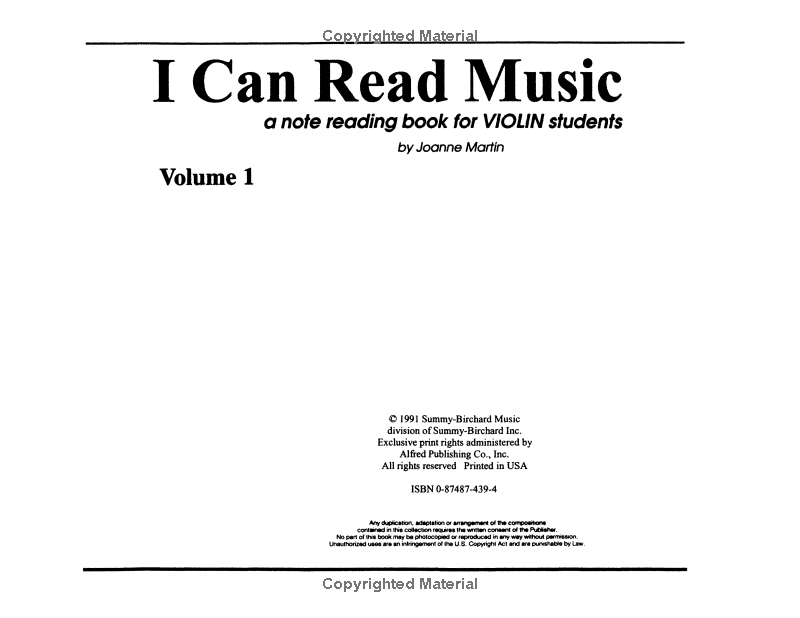 Copyrighted Material
I Can Read Music
a note reading book for VIOLIN students
by Joanne Martin
Volume 1
© 1991 Summy-Birchard Music
division of Summy-Birchard Inc.
Exclusive print rights administered by
Alfred Publishing Co., Inc.
All rights reserved Printed in USA
ISBN 0-87487-439-4
Any duplication, adaptation or arrangement of the compositions
contained in this collection requires the written consent of the Publisher.
No part of this book may be photocopied or reproduced in any way without permission.
Unauthorized uses are an infringement of the U.S. Copyright Act and are punishable by Law.
Copyrighted Material